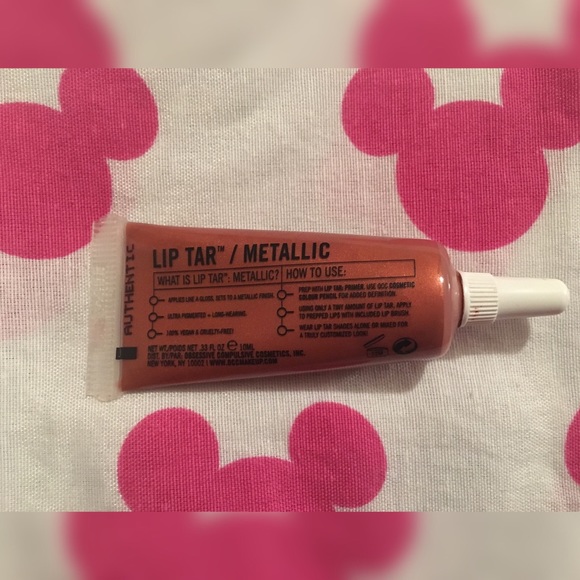 AUTHENTIC
LIP TAR™ / METALLIC
WHAT IS LIP TAR™: METALLIC? HOW TO USE:
APPLIES LIKE A GLOSS, SETS TO A METALLIC FINISH.
ULTRA PIGMENTED + LONG-WEARING.
100% VEGAN & CRUELTY-FREE!
PREP WITH LIP TAR: PRIMER. USE OCC COSMETIC
COLOUR PENCIL FOR ADDED DEFINITION.
USING ONLY A TINY AMOUNT OF LIP TAR, APPLY
TO PREPPED LIPS WITH INCLUDED LIP BRUSH.
WEAR LIP TAR SHADES ALONE OR MIXED FOR
A TRULY CUSTOMIZED LOOK!
NET WT./POIDS NET .33 FL OZ ℮ 10ML
DIST. BY/PAR: OBSESSIVE COMPULSIVE COSMETICS, INC.
NEW YORK, NY 10002 \ WWW.OCCMAKEUP.COM